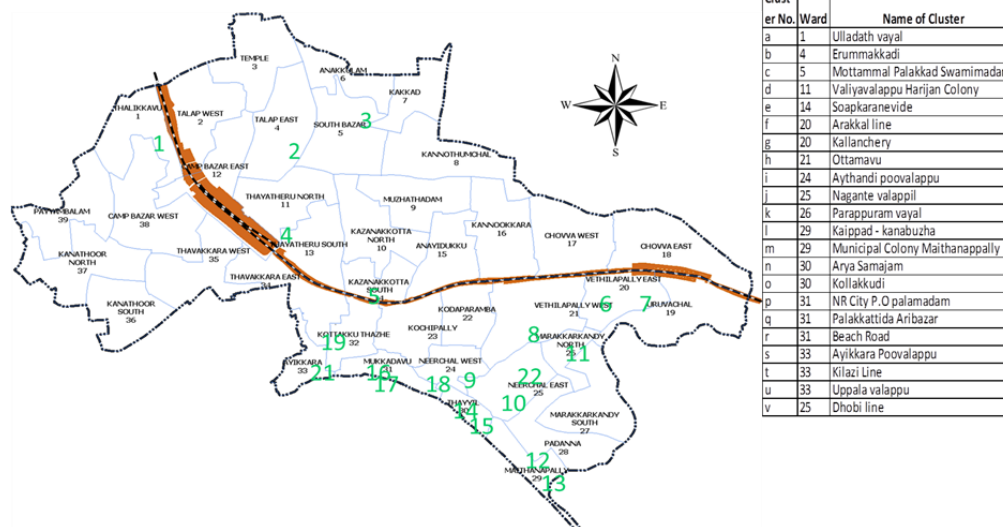 Clust
er No. Ward Name of Cluster
a 1 Ulladath vayal
b 4 Erummakkadi
c 5 Mottammal Palakkad Swamimadam
d 11 Valiyavalappu Harijan Colony
e 14 Soapkaranevide
f 20 Arakkal line
g 20 Kallanchery
h 21 Ottamavu
i 24 Aythandi poovalappu
j 25 Nagante valappil
k 26 Parappuram vayal
l 29 Kaippad - kanabuzha
m 29 Municipal Colony Maithanappally
n 30 Arya Samajam
o 30 Kollakkudi
p 31 NR City P.O palamadam
q 31 Palakkattida Aribazar
r 31 Beach Road
s 33 Ayikkara Poovalappu
t 33 Kilazi Line
u 33 Uppala valappu
v 25 Dhobi line
N
W E
S
TEMPLE
3
ANAKKULAM
6
KAKKAD
7
THALIKKAVU
1
TALAP WEST
2
TALAP EAST
4
SOUTH BAZAR
5
3
1
2
KANNOTHUMCHAL
8
CAMP BAZAR EAST
12
THAYATHERU NORTH
11
MUZHATHADAM
9
PAYYAMBALAM
39
CAMP BAZAR WEST
38
4
THAYATHERU SOUTH
13
KAZANAKKOTTA
NORTH
10
ANAYIDUKKU
15
KANNOOKKARA
16
CHOVVA WEST
17
CHOVVA EAST
18
KANATHOOR
NORTH
37
THAVAKKARA WEST
35
THAVAKKARA EAST
34
KAZANAKKOTTA
SOUTH
5
VETHILAPALLY EAST
20
KANATHOOR
SOUTH
36
KODAPARAMBA
22
VETHILAPALLY WEST
21
6
7
URUVACHAL
19
KOCHIPALLY
23
KOTTAKKU THAZHE
32
19
8
MARAKKARKANDY
NORTH
11
AYIKKARA
33
21
MUKKADAVU
16
17
NEERCHAL WEST
24
18
9
22
NEERCHAL EAST
25
10
THAYYIL
14
15
MARAKKARKANDY
SOUTH
27
PADANNA
28
12
MAITHANAPALLY
29
13